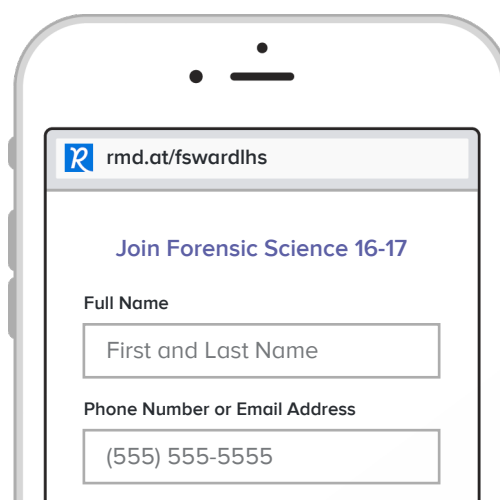 rmd.at/fswardlhs
Join Forensic Science 16-17
Full Name
First and Last Name
Phone Number or Email Address
(555) 555-5555